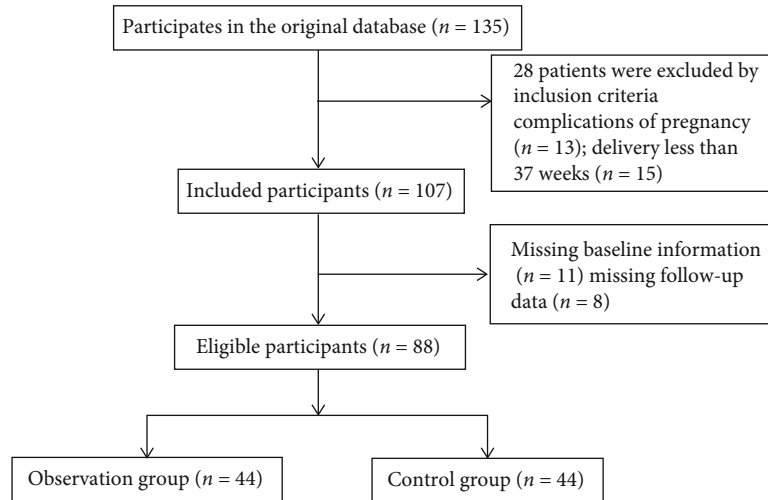 Participates in the original database (n = 135)
28 patients were excluded by
inclusion criteria
complications of pregnancy
(n = 13); delivery less than
37 weeks (n = 15)
Included participants (n = 107)
Missing baseline information
(n = 11) missing follow-up
data (n = 8)
Eligible participants (n = 88)
Observation group (n = 44)
Control group (n = 44)